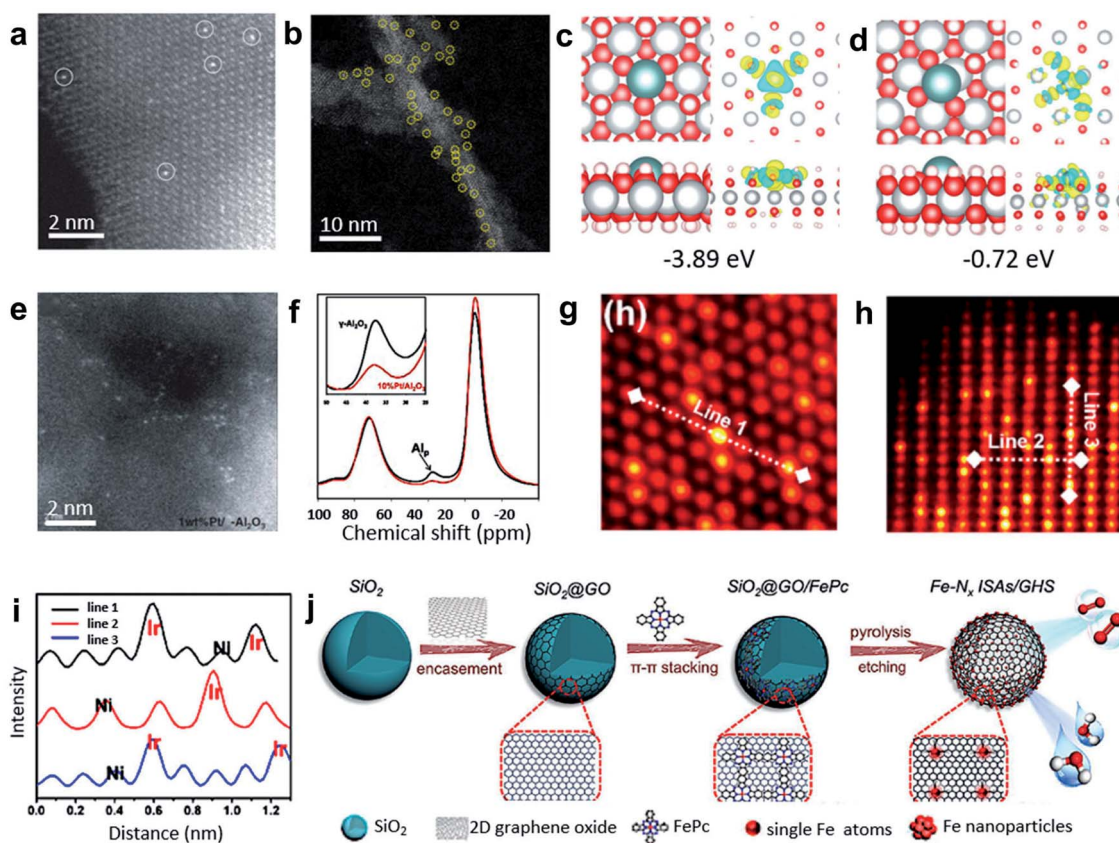 a
2 nm
b
10 nm
c
-3.89 eV
d
-0.72 eV
e
2 nm
1wt%Pt/ -Al₂O₃
f
γ-Al₂O₃
10%Pt/Al₂O₃
Alₚ
100 80 60 40 20 0 -20
Chemical shift (ppm)
g
(h)
Line 1
h
Line 2
Line 3
i
line 1
line 2
line 3
Ir
Ni
Ir
Ni
Ir
Ir
Ni
Ir
Intensity
0.0 0.2 0.4 0.6 0.8 1.0 1.2
Distance (nm)
j
SiO₂
encasement
SiO₂@GO
π-π stacking
SiO₂@GO/FePc
pyrolysis
etching
Fe-Nₓ ISAs/GHS
SiO₂
2D graphene oxide
FePc
single Fe atoms
Fe nanoparticles